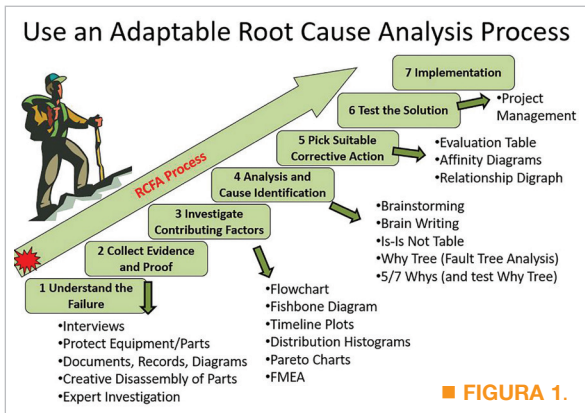 Use an Adaptable Root Cause Analysis Process
7 Implementation
6 Test the Solution
•Project
Management
5 Pick Suitable
Corrective Action
•Evaluation Table
•Affinity Diagrams
•Relationship Digraph
RCFA Process
4 Analysis and
Cause Identification
•Brainstorming
•Brain Writing
•Is-Is Not Table
•Why Tree (Fault Tree Analysis)
•5/7 Whys (and test Why Tree)
3 Investigate
Contributing Factors
•Flowchart
•Fishbone Diagram
•Timeline Plots
•Distribution Histograms
•Pareto Charts
•FMEA
2 Collect Evidence
and Proof
1 Understand the
Failure
•Interviews
•Protect Equipment/Parts
•Documents, Records, Diagrams
•Creative Disassembly of Parts
•Expert Investigation
■ FIGURA 1.